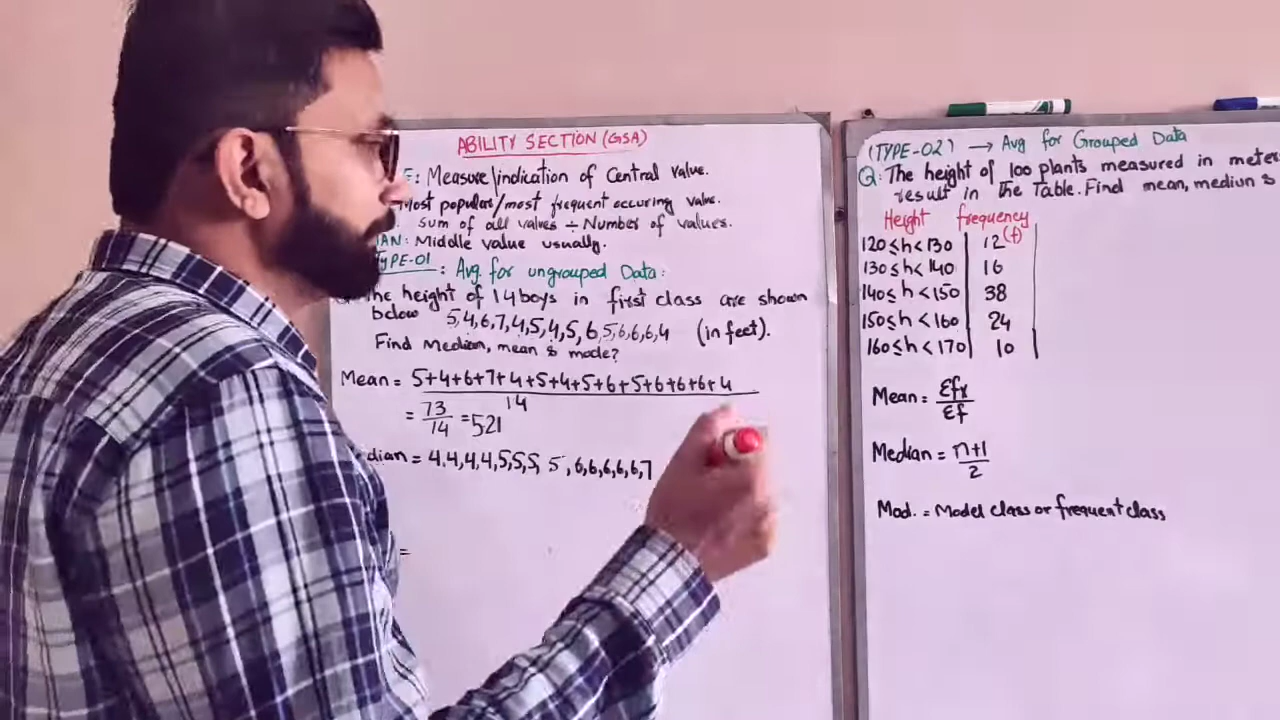 ABILITY SECTION (GSA)
: Measure/indication of Central value.
Most popular/most frequent occuring value.
sum of all values ÷ Number of values.
IAN: Middle value usually.
TYPE-01 : Avg. for ungrouped Data:
The height of 14 boys in first class are shown
below 5,4,6,7,4,5,4,5,6,5,6,6,6,4 (in feet).
Find Median, mean & mode?
Mean = 5+4+6+7+4+5+4+5+6+5+6+6+6+4
14
= 73/14 = 521
dian = 4,4,4,4,5,5,5,5,6,6,6,6,6,7
=
(TYPE-02) → Avg for Grouped Data
Q: The height of 100 plants measured in meter
result in the Table. Find mean, median &
Height frequency
(f)
120≤h<130 12
130≤h<140 16
140≤h<150 38
150≤h<160 24
160≤h<170 10
Mean = Σfx/Σf
Median = n+1/2
Mod. = Model class or frequent class